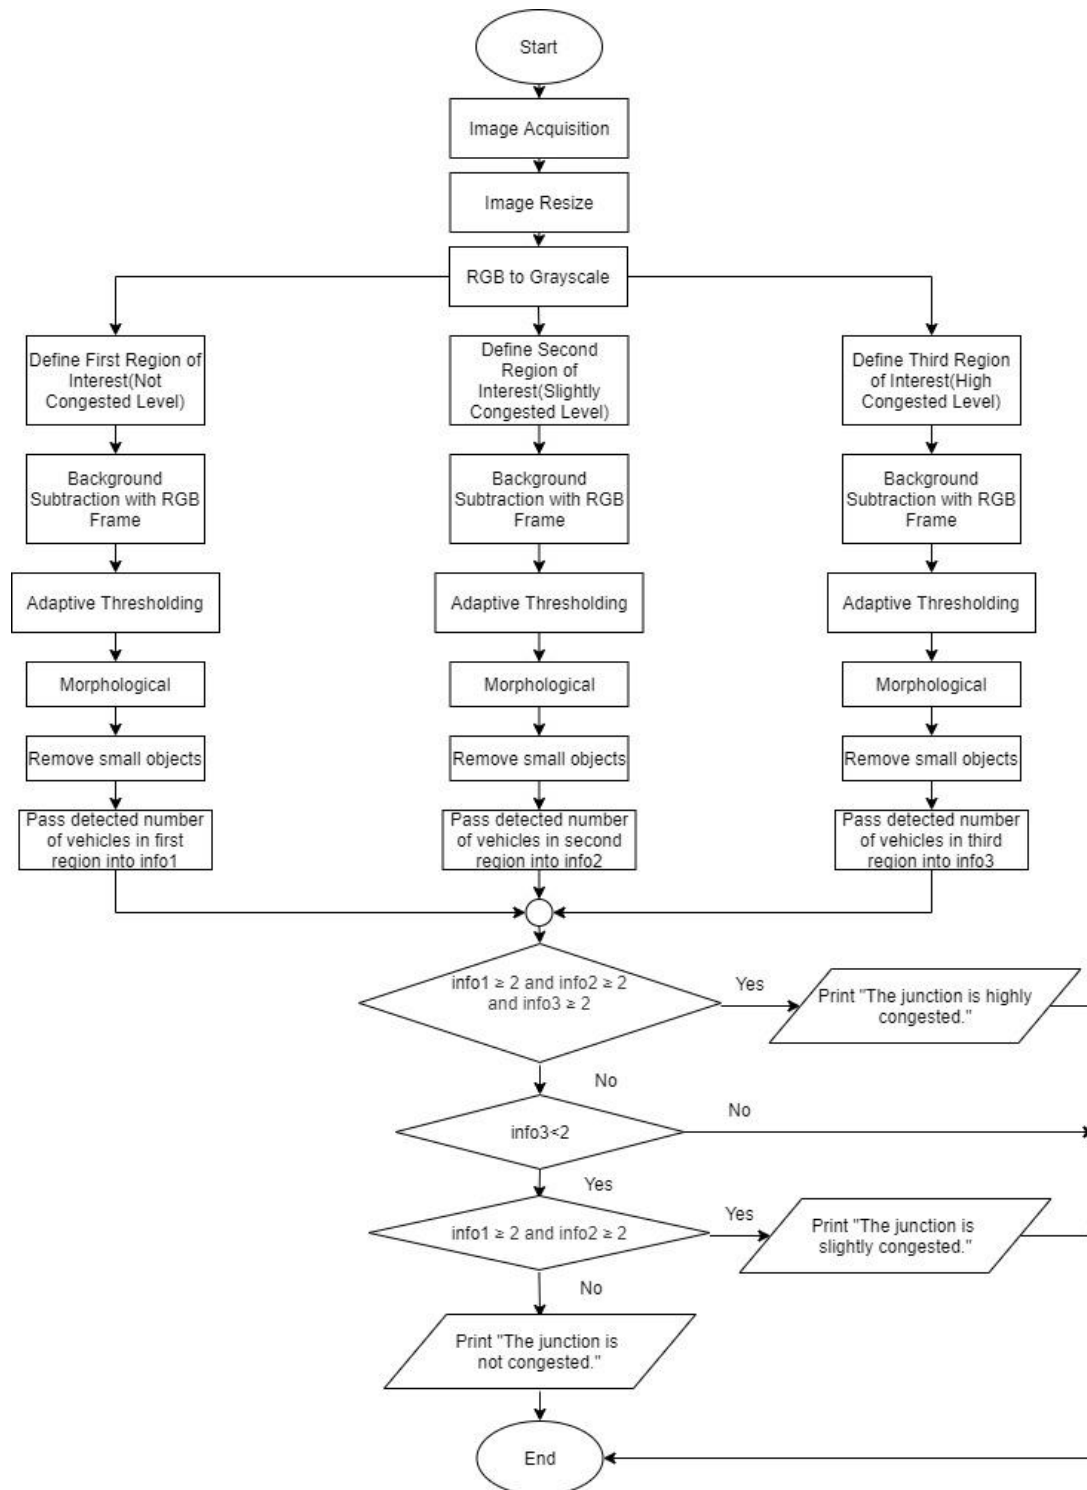 Start
Image Acquisition
Image Resize
RGB to Grayscale
Define First Region of
Interest(Not
Congested Level)
Define Second
Region of
Interest(Slightly
Congested Level)
Define Third Region
of Interest(High
Congested Level)
Background
Subtraction with RGB
Frame
Background
Subtraction with RGB
Frame
Background
Subtraction with RGB
Frame
Adaptive Thresholding
Adaptive Thresholding
Adaptive Thresholding
Morphological
Morphological
Morphological
Remove small objects
Remove small objects
Remove small objects
Pass detected number
of vehicles in first
region into info1
Pass detected number
of vehicles in second
region into info2
Pass detected number
of vehicles in third
region into info3
info1 ≥ 2 and info2 ≥ 2
and info3 ≥ 2
Yes
Print "The junction is highly
congested."
No
info3<2
No
Yes
info1 ≥ 2 and info2 ≥ 2
Yes
Print "The junction is
slightly congested."
No
Print "The junction is
not congested."
End